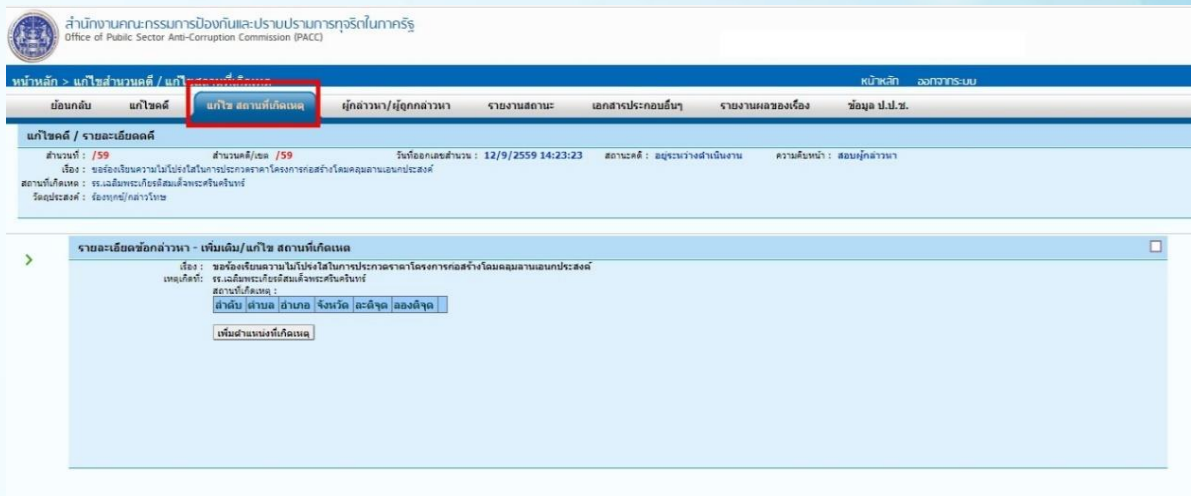 สำนักงานคณะกรรมการป้องกันและปราบปรามการทุจริตในภาครัฐ
Office of Public Sector Anti-Corruption Commission (PACC)
หน้าหลัก > แก้ไขสำนวนคดี / แก้ไขสถานที่เกิดเหตุ หน้าหลัก ออกจากระบบ
ย้อนกลับ แก้ไขคดี แก้ไข สถานที่เกิดเหตุ ผู้กล่าวหา/ผู้ถูกกล่าวหา รายงานสถานะ เอกสารประกอบอื่นๆ รายงานผลของเรื่อง ข้อมูล ป.ป.ช.
แก้ไขคดี / รายละเอียดคดี
สำนวนที่ : /59 สำนวนคดี/เขต /59 วันที่ออกเลขสำนวน : 12/9/2559 14:23:23 สถานะคดี : อยู่ระหว่างดำเนินงาน ความคืบหน้า : สอบผู้กล่าวหา
เรื่อง : ขอร้องเรียนความไม่โปร่งใสในการประกวดราคาโครงการก่อสร้างโดมคลุมลานเอนกประสงค์
สถานที่เกิดเหตุ : รร.เฉลิมพระเกียรติสมเด็จพระศรีนครินทร์
วัตถุประสงค์ : ร้องทุกข์/กล่าวโทษ
รายละเอียดข้อกล่าวหา - เพิ่มเติม/แก้ไข สถานที่เกิดเหตุ
เรื่อง : ขอร้องเรียนความไม่โปร่งใสในการประกวดราคาโครงการก่อสร้างโดมคลุมลานเอนกประสงค์
เหตุเกิดที่: รร.เฉลิมพระเกียรติสมเด็จพระศรีนครินทร์
สถานที่เกิดเหตุ :
ลำดับ ตำบล อำเภอ จังหวัด ละติจูด ลองติจูด
เพิ่มตำแหน่งที่เกิดเหตุ